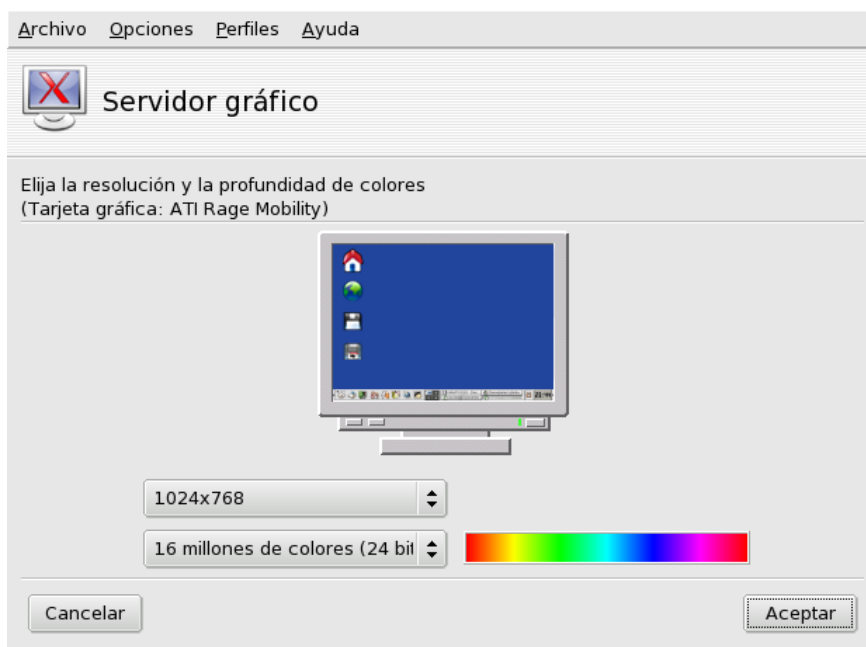 Archivo Opciones Perfiles Ayuda
Servidor gráfico
Elija la resolución y la profundidad de colores
(Tarjeta gráfica: ATI Rage Mobility)
1024x768
16 millones de colores (24 bit
Cancelar Aceptar